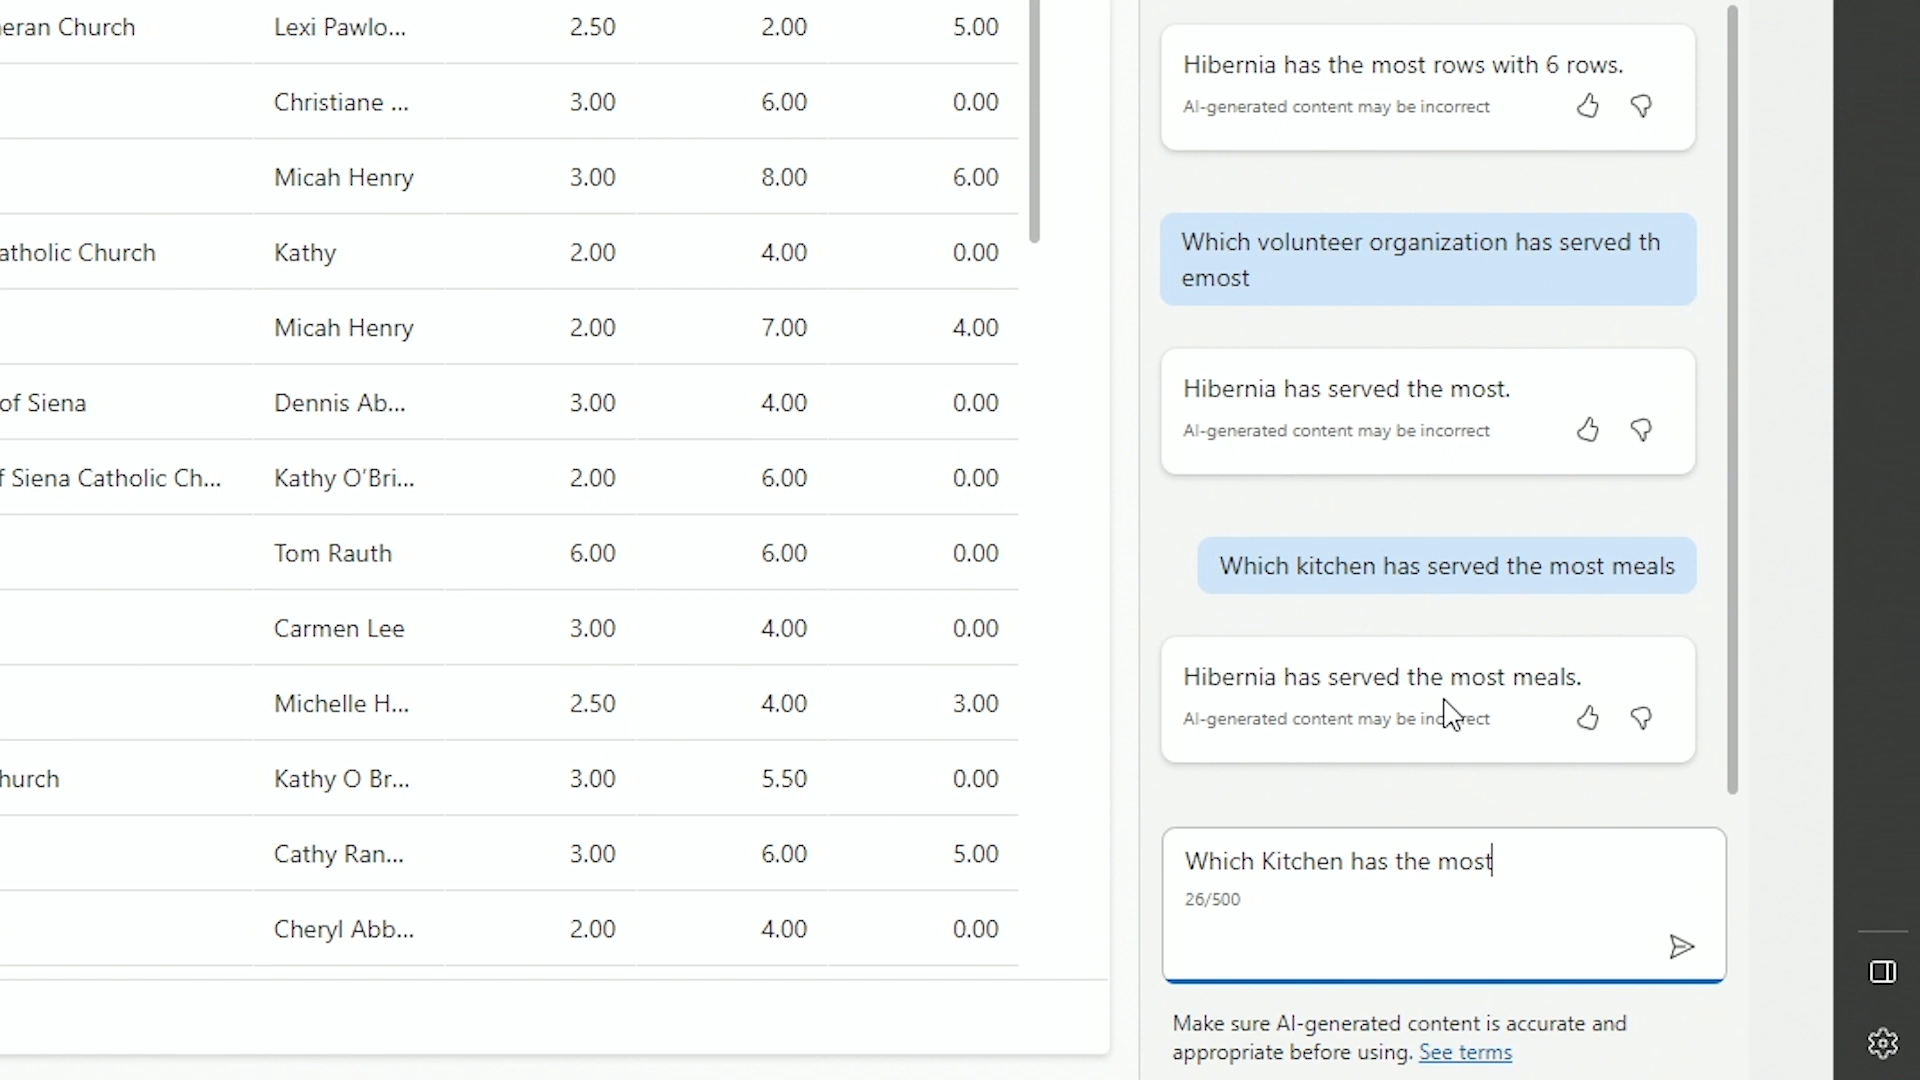 eran Church Lexi Pawlo... 2.50 2.00 5.00
Christiane ... 3.00 6.00 0.00
Micah Henry 3.00 8.00 6.00
atholic Church Kathy 2.00 4.00 0.00
Micah Henry 2.00 7.00 4.00
of Siena Dennis Ab... 3.00 4.00 0.00
f Siena Catholic Ch... Kathy O'Bri... 2.00 6.00 0.00
Tom Rauth 6.00 6.00 0.00
Carmen Lee 3.00 4.00 0.00
Michelle H... 2.50 4.00 3.00
hurch Kathy O Br... 3.00 5.50 0.00
Cathy Ran... 3.00 6.00 5.00
Cheryl Abb... 2.00 4.00 0.00
Hibernia has the most rows with 6 rows.
AI-generated content may be incorrect
Which volunteer organization has served th
emost
Hibernia has served the most.
AI-generated content may be incorrect
Which kitchen has served the most meals
Hibernia has served the most meals.
AI-generated content may be incorrect
Which Kitchen has the most
26/500
Make sure AI-generated content is accurate and
appropriate before using. See terms